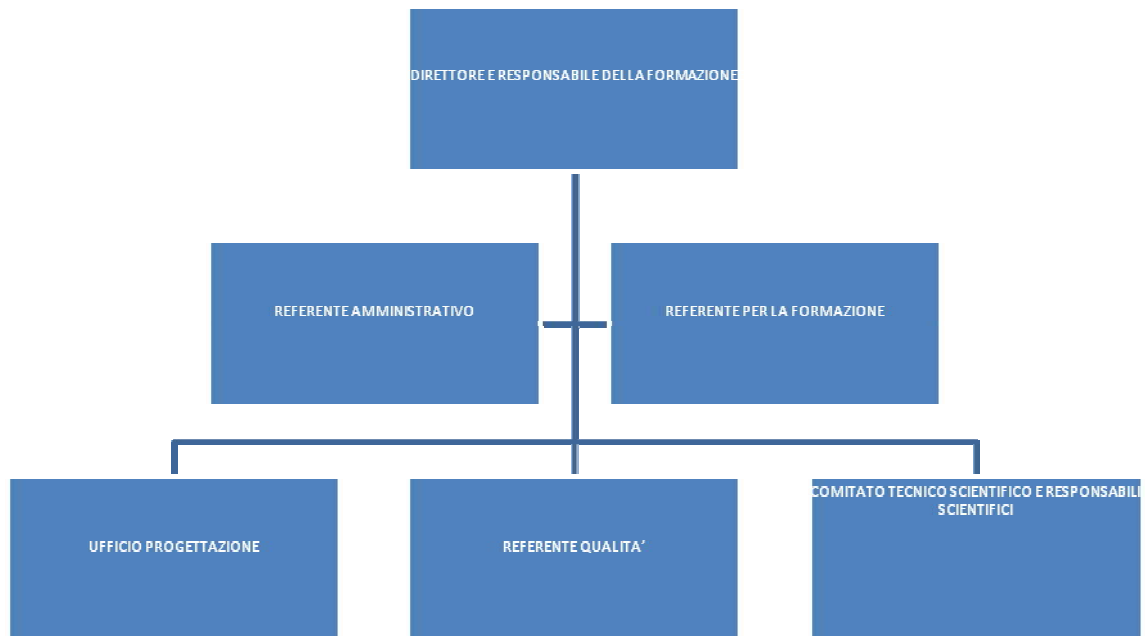 DIRETTORE E RESPONSABILE DELLA FORMAZIONE
REFERENTE AMMINISTRATIVO
REFERENTE PER LA FORMAZIONE
UFFICIO PROGETTAZIONE
REFERENTE QUALITA’
COMITATO TECNICO SCIENTIFICO E RESPONSABILI
SCIENTIFICI